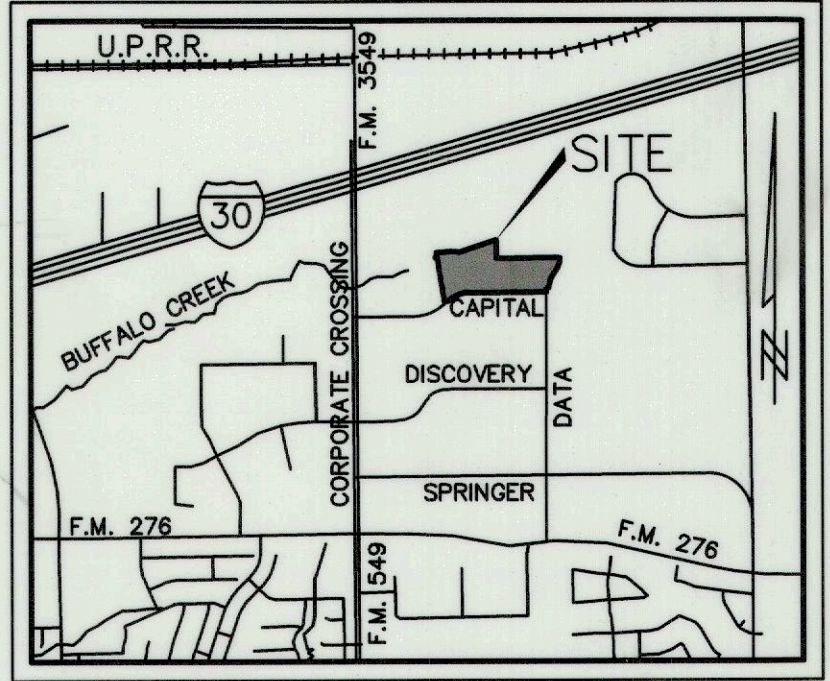 U.P.R.R.
F.M. 3549
SITE
30
CORPORATE CROSSING
BUFFALO CREEK
CAPITAL
DISCOVERY
DATA
SPRINGER
F.M. 276
F.M. 276
F.M. 549
N